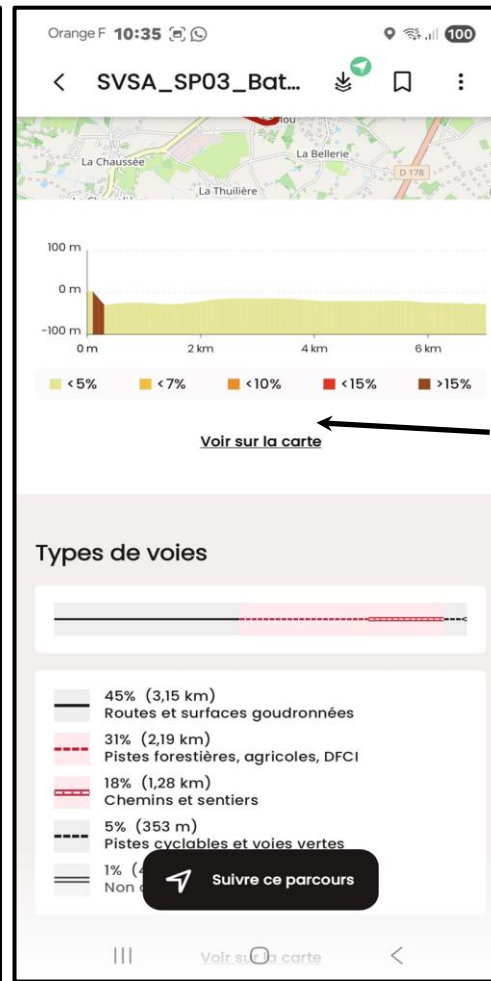 Orange F 10:35 100
SVSA_SP03_Bat...
La Chaussée
La Bellerie
D 178
La Thuilière
100 m
0 m
-100 m
0 m 2 km 4 km 6 km
<5% <7% <10% <15% >15%
Voir sur la carte
Types de voies
45% (3,15 km)
Routes et surfaces goudronnées
31% (2,19 km)
Pistes forestières, agricoles, DFCI
18% (1,28 km)
Chemins et sentiers
5% (353 m)
Pistes cyclables et voies vertes
1%
Non
Suivre ce parcours
Voir sur la carte